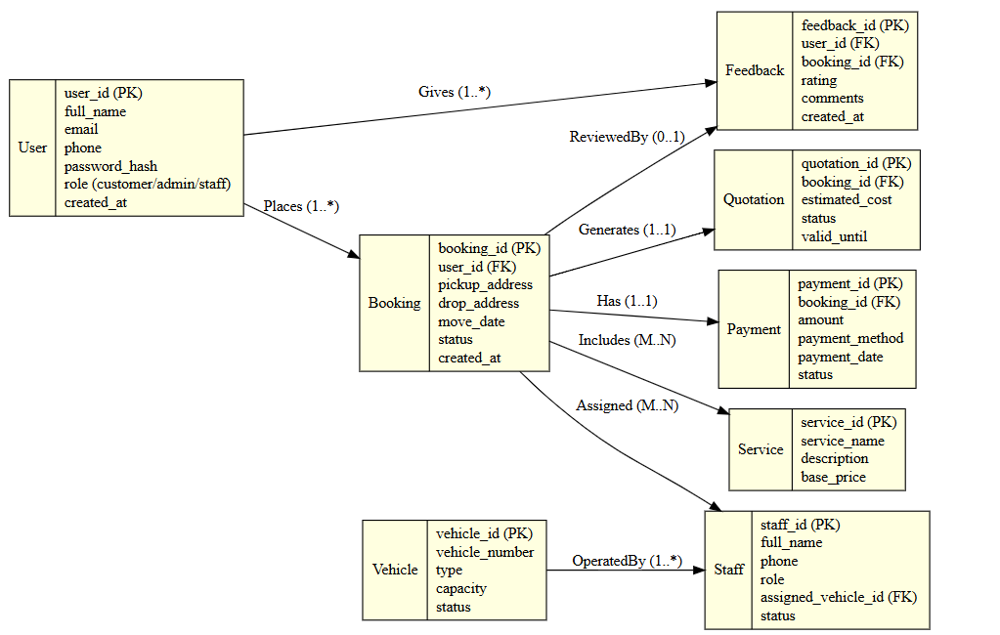 User
user_id (PK)
full_name
email
phone
password_hash
role (customer/admin/staff)
created_at
Gives (1..*)
Places (1..*)
Booking
booking_id (PK)
user_id (FK)
pickup_address
drop_address
move_date
status
created_at
ReviewedBy (0..1)
Generates (1..1)
Has (1..1)
Includes (M..N)
Assigned (M..N)
Feedback
feedback_id (PK)
user_id (FK)
booking_id (FK)
rating
comments
created_at
Quotation
quotation_id (PK)
booking_id (FK)
estimated_cost
status
valid_until
Payment
payment_id (PK)
booking_id (FK)
amount
payment_method
payment_date
status
Service
service_id (PK)
service_name
description
base_price
Vehicle
vehicle_id (PK)
vehicle_number
type
capacity
status
OperatedBy (1..*)
Staff
staff_id (PK)
full_name
phone
role
assigned_vehicle_id (FK)
status